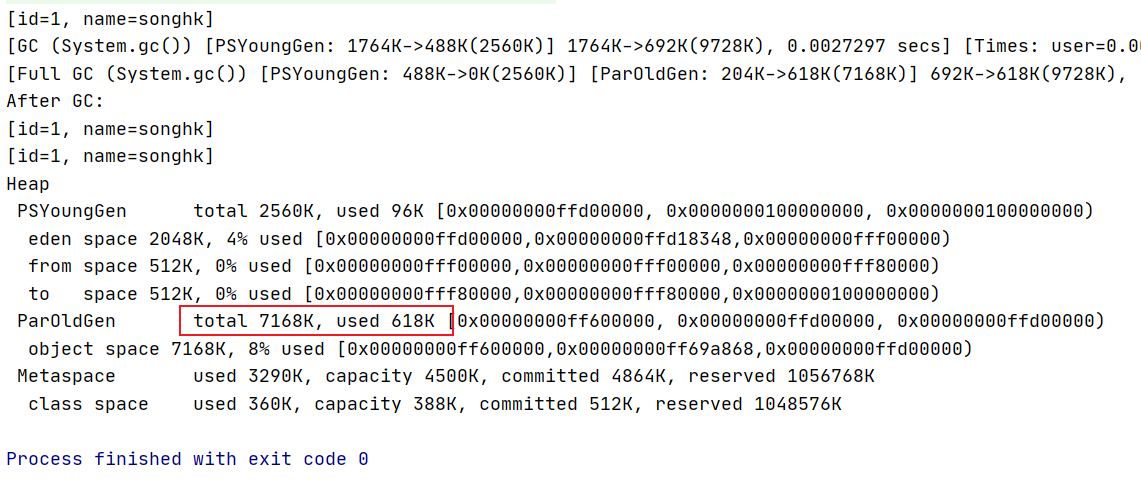 [id=1, name=songhk]
[GC (System.gc()) [PSYoungGen: 1764K->488K(2560K)] 1764K->692K(9728K), 0.0027297 secs] [Times: user=0.00
[Full GC (System.gc()) [PSYoungGen: 488K->0K(2560K)] [ParOldGen: 204K->618K(7168K)] 692K->618K(9728K),
After GC:
[id=1, name=songhk]
[id=1, name=songhk]
Heap
PSYoungGen total 2560K, used 96K [0x00000000ffd00000, 0x0000000100000000, 0x0000000100000000)
eden space 2048K, 4% used [0x00000000ffd00000,0x00000000ffd18348,0x00000000fff00000)
from space 512K, 0% used [0x00000000fff00000,0x00000000fff00000,0x00000000fff80000)
to space 512K, 0% used [0x00000000fff80000,0x00000000fff80000,0x0000000100000000)
ParOldGen total 7168K, used 618K [0x00000000ff600000, 0x00000000ffd00000, 0x00000000ffd00000)
object space 7168K, 8% used [0x00000000ff600000,0x00000000ff69a868,0x00000000ffd00000)
Metaspace used 3290K, capacity 4500K, committed 4864K, reserved 1056768K
class space used 360K, capacity 388K, committed 512K, reserved 1048576K
Process finished with exit code 0